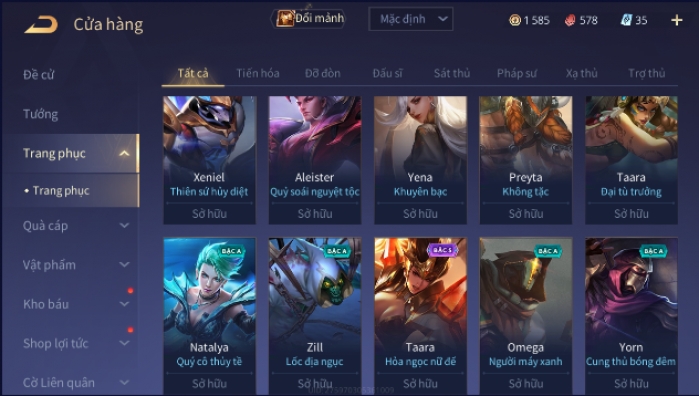 Cửa hàng
Đổi mảnh
Mặc định
1 585
578
35
Đề cử
Tướng
Trang phục
Trang phục
Quà cáp
Vật phẩm
Kho báu
Shop lợi tức
Cờ Liên quân
Tất cả Tiến hóa Đỡ đòn Đấu sĩ Sát thủ Pháp sư Xạ thủ Trợ thủ
Xeniel Aleister Yena Preyta Taara
Thiên sứ hủy diệt Quỷ soái nguyệt tộc Khuyển bạc Không tặc Đại tù trưởng
Sở hữu Sở hữu Sở hữu Sở hữu Sở hữu
BẬC A BẬC S BẬC A BẬC A
Natalya Zill Taara Omega Yorn
Quý cô thủy tề Lốc địa ngục Hỏa ngọc nữ đế Người máy xanh Cung thủ bóng đêm
Sở hữu Sở hữu Sở hữu Sở hữu Sở hữu